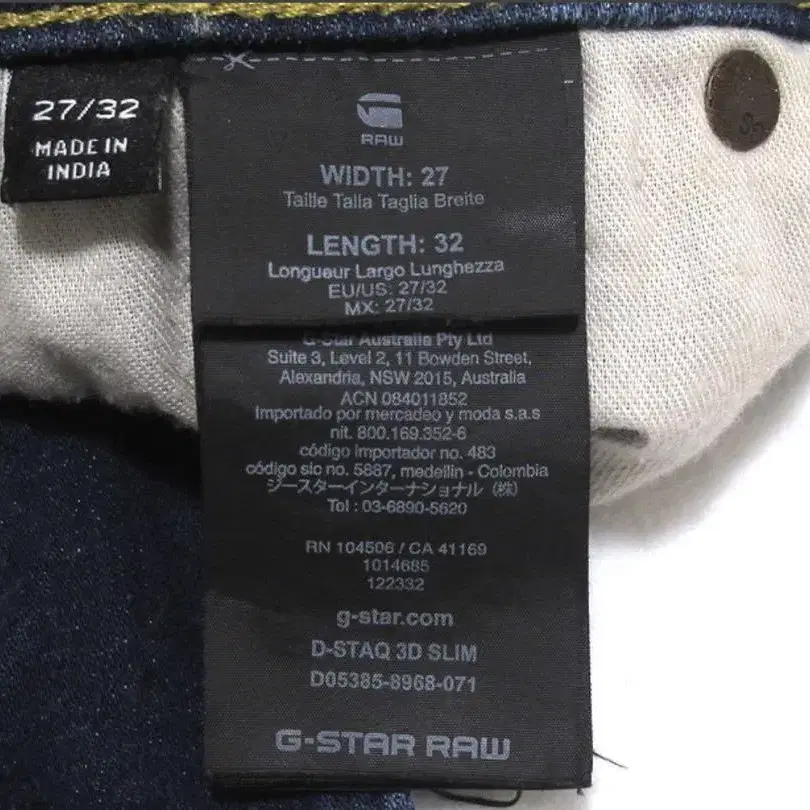 27/32
MADE IN
INDIA
RAW
WIDTH: 27
Taille Talla Taglia Breite
LENGTH: 32
Longueur Largo Lunghezza
EU/US: 27/32
MX: 27/32
G-Star Australia Pty Ltd
Suite 3, Level 2, 11 Bowden Street,
Alexandria, NSW 2015, Australia
ACN 084011852
Importado por mercadeo y moda s.a.s
nit. 800.169.352-6
código importador no. 483
código sic no. 5887, medellin - Colombia
ジースターインターナショナル（株）
Tel : 03-6890-5620
RN 104506 / CA 41169
1014685
122332
g-star.com
D-STAQ 3D SLIM
D05385-8968-071
G-STAR RAW